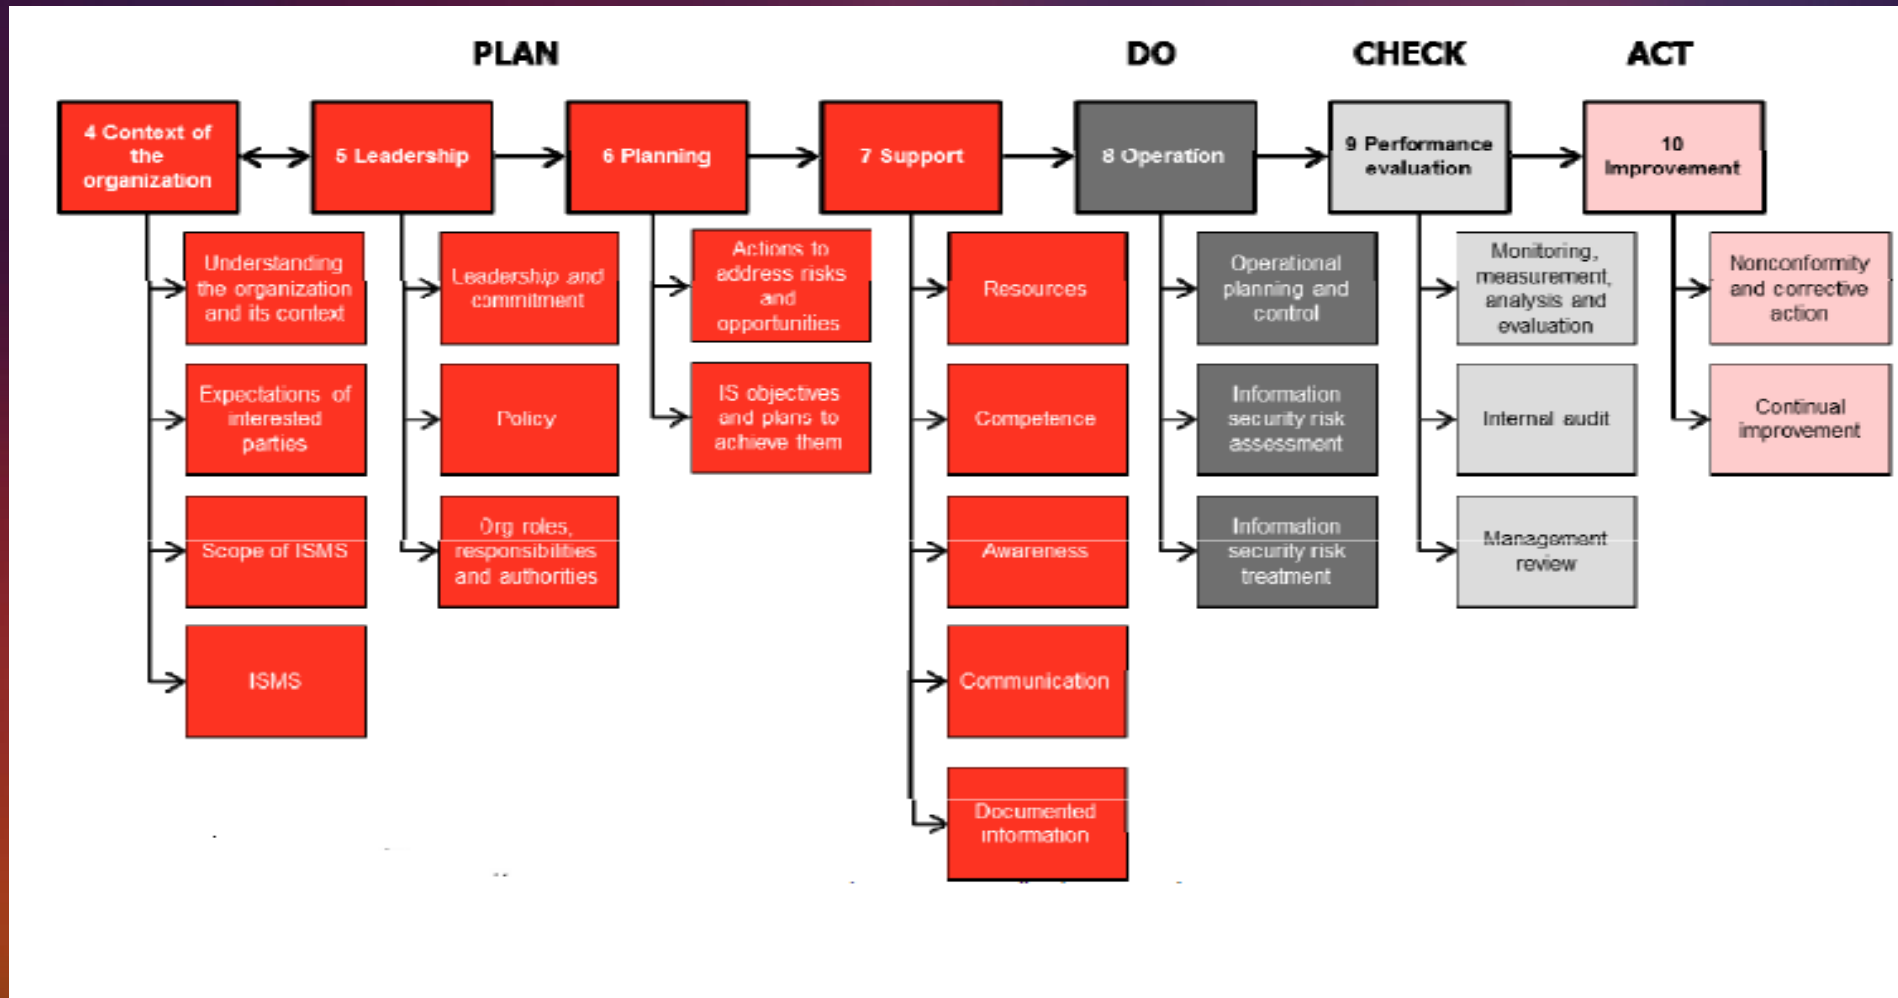 PLAN
DO
CHECK
ACT
4 Context of
the
organization
5 Leadership
6 Planning
7 Support
8 Operation
9 Performance
evaluation
10
Improvement
Understanding
the organization
and its context
Expectations of
interested
parties
Scope of ISMS
ISMS
Leadership and
commitment
Policy
Org roles,
responsibilities
and authorities
Actions to
address risks
and
opportunities
IS objectives
and plans to
achieve them
Resources
Competence
Awareness
Communication
Documented
information
Operational
planning and
control
Information
security risk
assessment
Information
security risk
treatment
Monitoring,
measurement,
analysis and
evaluation
Internal audit
Management
review
Nonconformity
and corrective
action
Continual
improvement